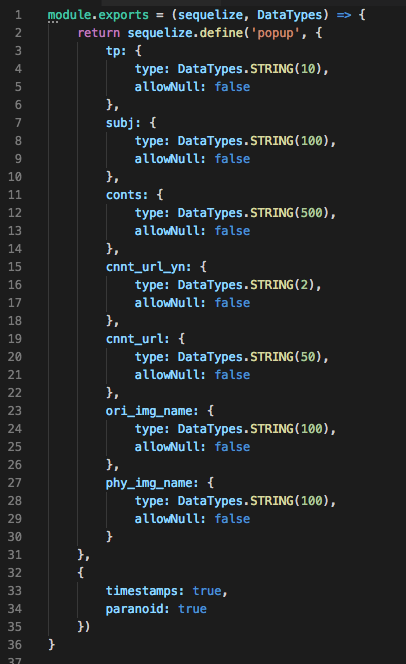 1 module.exports = (sequelize, DataTypes) => {
2     return sequelize.define('popup', {
3         tp: {
4             type: DataTypes.STRING(10),
5             allowNull: false
6         },
7         subj: {
8             type: DataTypes.STRING(100),
9             allowNull: false
10         },
11         conts: {
12             type: DataTypes.STRING(500),
13             allowNull: false
14         },
15         cnnt_url_yn: {
16             type: DataTypes.STRING(2),
17             allowNull: false
18         },
19         cnnt_url: {
20             type: DataTypes.STRING(50),
21             allowNull: false
22         },
23         ori_img_name: {
24             type: DataTypes.STRING(100),
25             allowNull: false
26         },
27         phy_img_name: {
28             type: DataTypes.STRING(100),
29             allowNull: false
30         }
31     },
32     {
33         timestamps: true,
34         paranoid: true
35     })
36 }
37